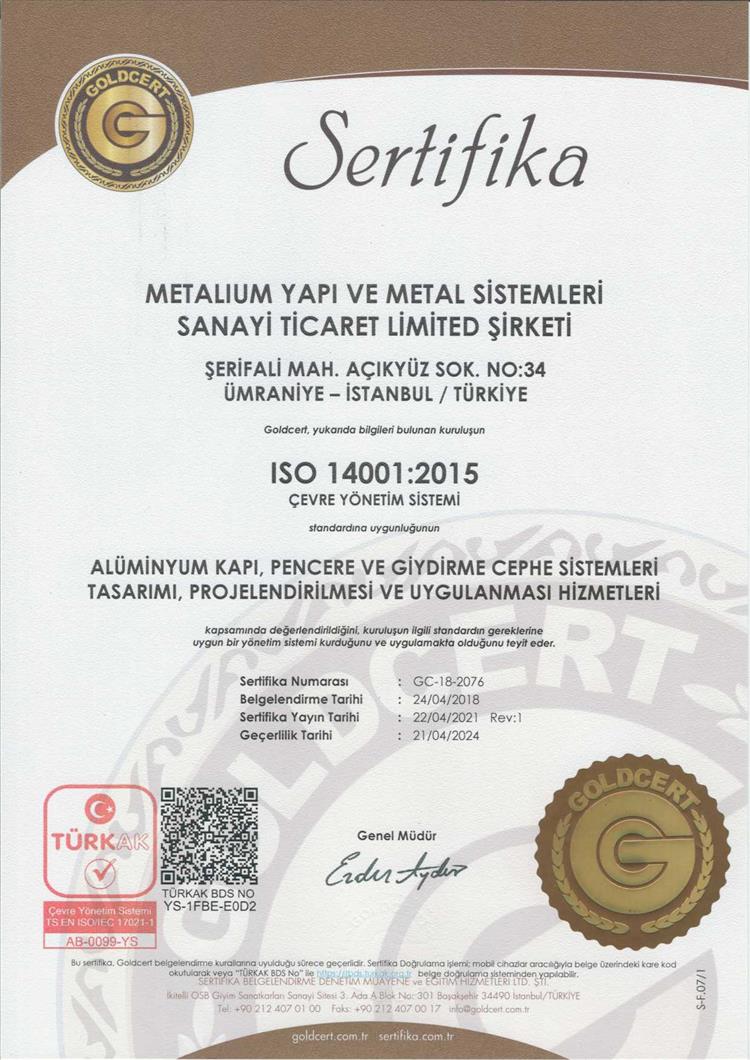 GOLDCERT
Sertifika
METALIUM YAPI VE METAL SİSTEMLERİ
SANAYİ TİCARET LİMİTED ŞİRKETİ
ŞERİFALİ MAH. AÇIKYÜZ SOK. NO:34
ÜMRANİYE – İSTANBUL / TÜRKİYE
Goldcert, yukarıda bilgileri bulunan kuruluşun
ISO 14001:2015
ÇEVRE YÖNETİM SİSTEMİ
standardına uygunluğunun
ALÜMİNYUM KAPI, PENCERE VE GİYDİRME CEPHE SİSTEMLERİ
TASARIMI, PROJELENDİRİLMESİ VE UYGULANMASI HİZMETLERİ
kapsamında değerlendirildiğini, kuruluşun ilgili standardın gereklerine
uygun bir yönetim sistemi kurduğunu ve uygulamakta olduğunu teyit eder.
Sertifika Numarası : GC-18-2076
Belgelendirme Tarihi : 24/04/2018
Sertifika Yayın Tarihi : 22/04/2021 Rev:1
Geçerlilik Tarihi : 21/04/2024
GOLDCERT
TÜRKAK
Çevre Yönetim Sistemi
TS EN ISO/IEC 17021-1
AB-0099-YS
TÜRKAK BDS NO
YS-1FBE-E0D2
Genel Müdür
GOLDCERT
Bu sertifika, Goldcert belgelendirme kurallarına uyulduğu sürece geçerlidir. Sertifika Doğrulama işlemi; mobil cihazlar aracılığıyla belge üzerindeki kare kod
okutularak veya "TÜRKAK BDS No" ile https://tbds.turkak.org.tr belge doğrulama sisteminden yapılabilir.
SERTİFİKA BELGELENDİRME DENETİM MUAYENE ve EĞİTİM HİZMETLERİ LTD. ŞTİ.
İkitelli OSB Giyim Sanatkarları Sanayi Sitesi 3. Ada A Blok No: 301 Başakşehir 34490 İstanbul/TÜRKİYE
Tel: +90 212 407 01 00 Faks: +90 212 407 00 17 info@goldcert.com.tr
goldcert.com.tr sertifika.com.tr
S-F.07/1